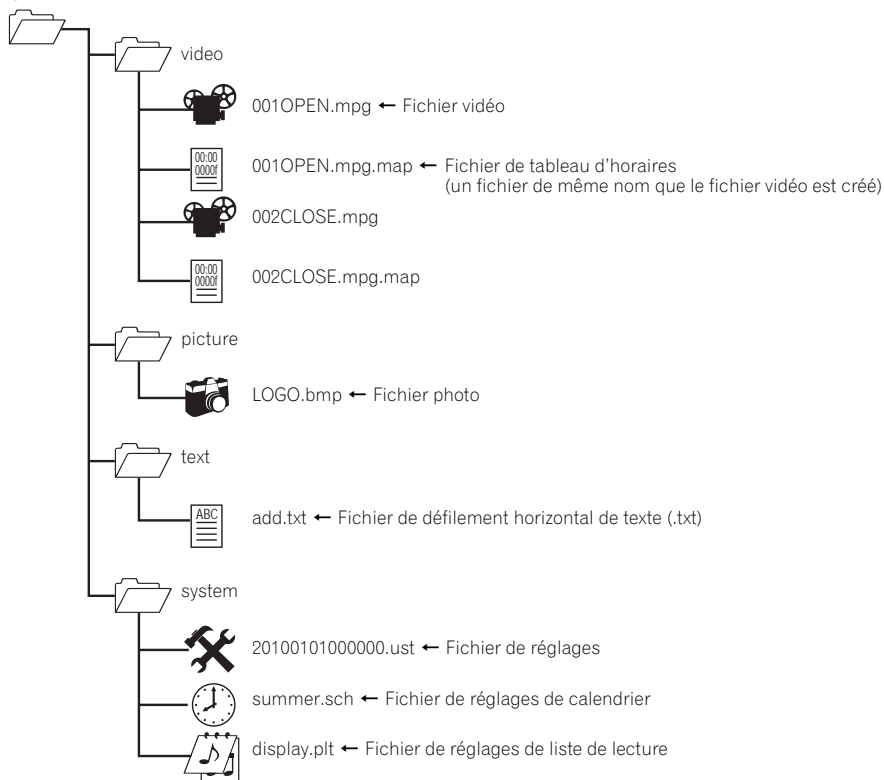 video
001OPEN.mpg ← Fichier vidéo
00:00
0000f
001OPEN.mpg.map ← Fichier de tableau d'horaires
(un fichier de même nom que le fichier vidéo est créé)
002CLOSE.mpg
00:00
0000f
002CLOSE.mpg.map
picture
LOGO.bmp ← Fichier photo
text
ABC
add.txt ← Fichier de défilement horizontal de texte (.txt)
system
20100101000000.ust ← Fichier de réglages
summer.sch ← Fichier de réglages de calendrier
display.plt ← Fichier de réglages de liste de lecture